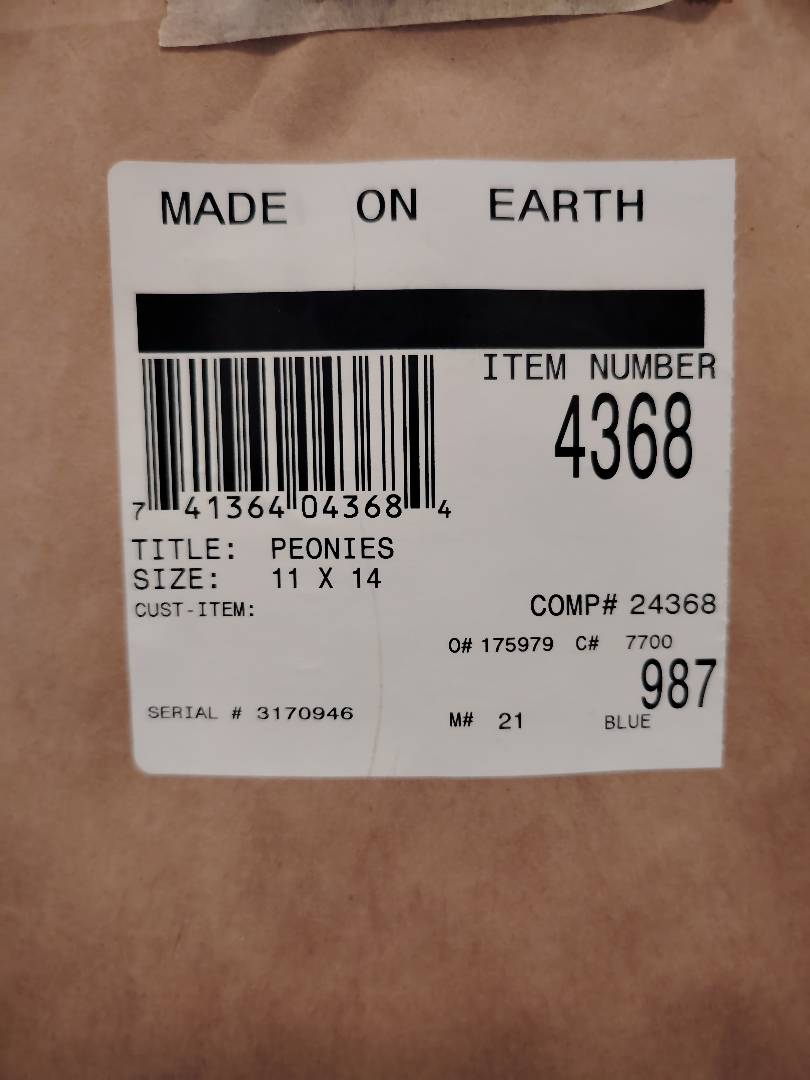 MADE ON EARTH
ITEM NUMBER
4368
7 41364 04368 4
TITLE: PEONIES
SIZE: 11 X 14
CUST-ITEM:
COMP# 24368
O# 175979 C# 7700
987
SERIAL # 3170946
M# 21 BLUE